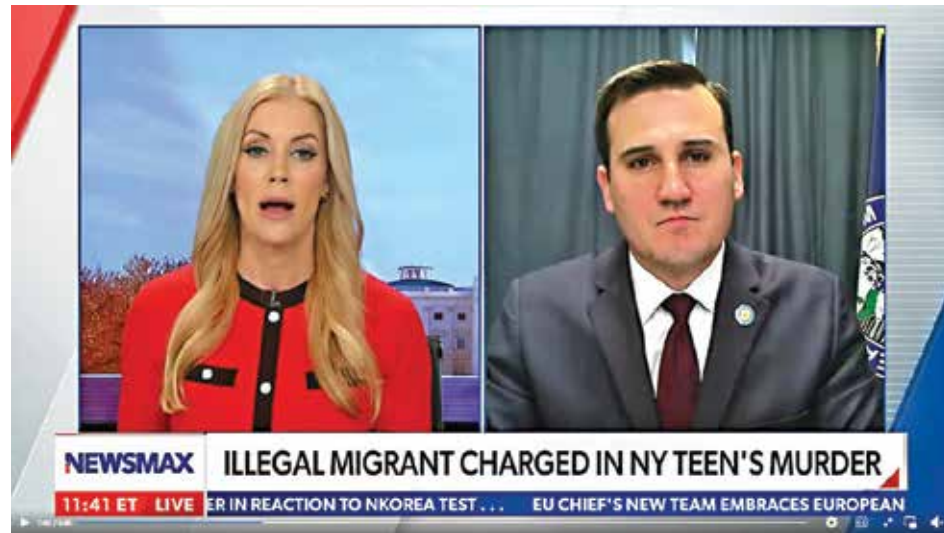 NEWSMAX
ILLEGAL MIGRANT CHARGED IN NY TEEN'S MURDER
11:41 ET LIVE
ER IN REACTION TO NKOREA TEST... EU CHIEF'S NEW TEAM EMBRACES EUROPEAN